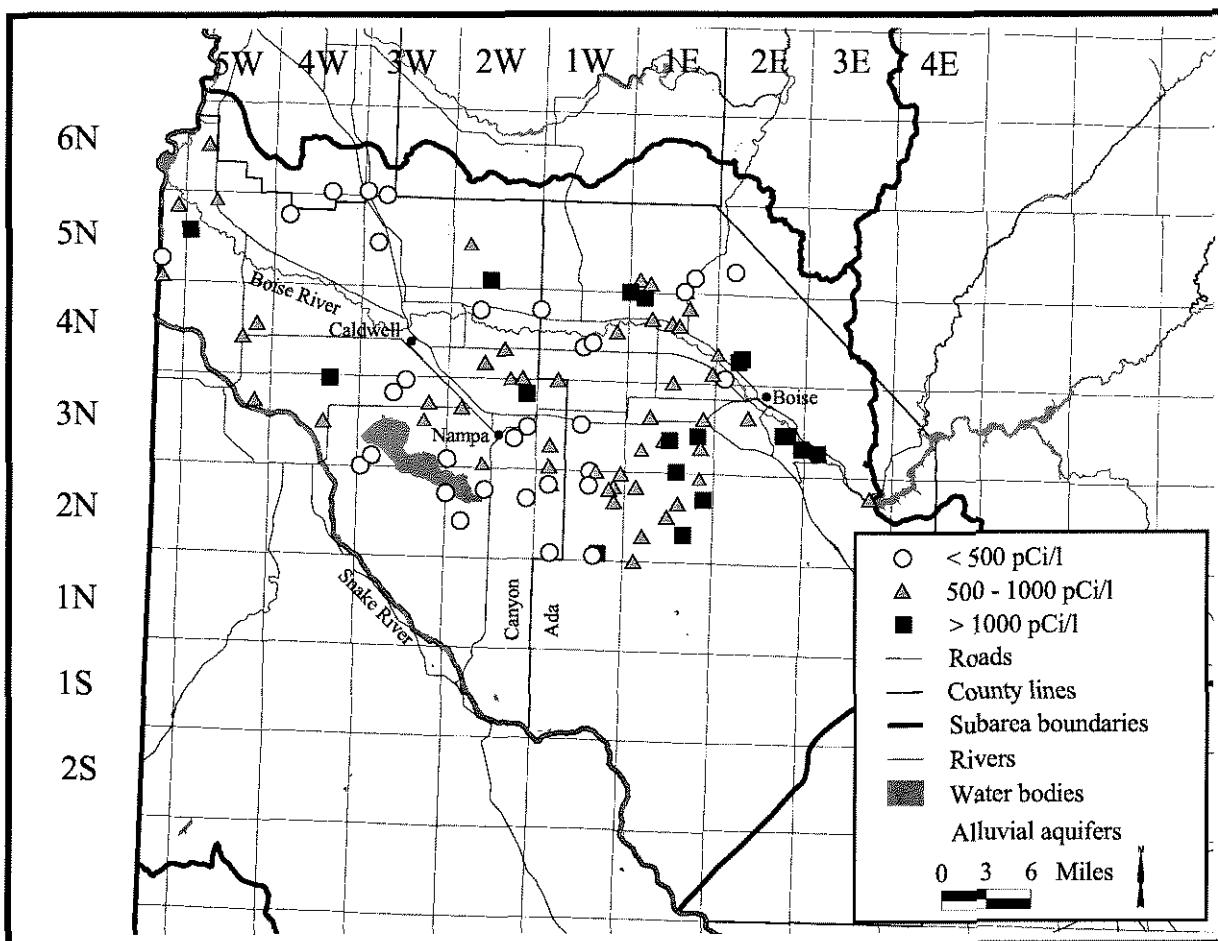 5W 4W 3W 2W 1W 1E 2E 3E 4E
6N
5N
4N
3N
2N
1N
1S
2S
Boise River
Caldwell
Boise
Nampa
Snake River
Canyon
Ada
< 500 pCi/l
500 - 1000 pCi/l
> 1000 pCi/l
Roads
County lines
Subarea boundaries
Rivers
Water bodies
Alluvial aquifers
0 3 6 Miles
N